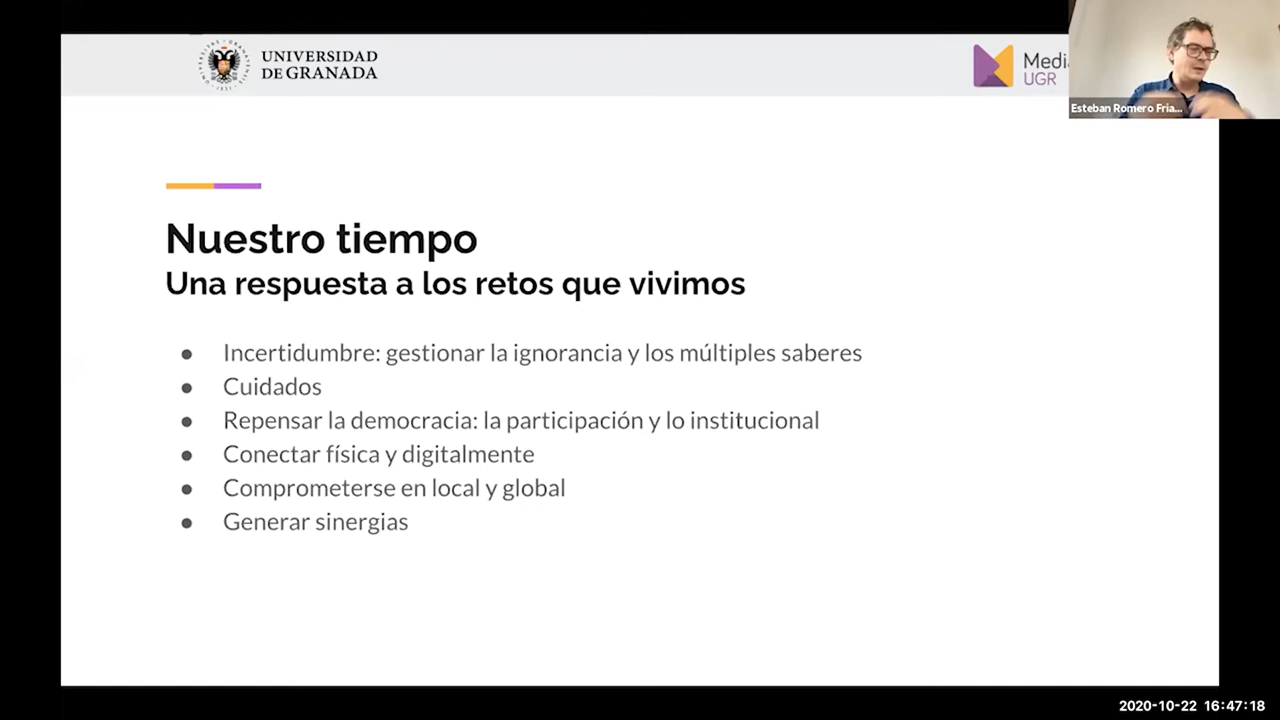 UNIVERSIDAD
DE GRANADA
UGR
Esteban Romero Fria...
Nuestro tiempo
Una respuesta a los retos que vivimos
● Incertidumbre: gestionar la ignorancia y los múltiples saberes
● Cuidados
● Repensar la democracia: la participación y lo institucional
● Conectar física y digitalmente
● Comprometerse en local y global
● Generar sinergias
2020-10-22 16:47:18